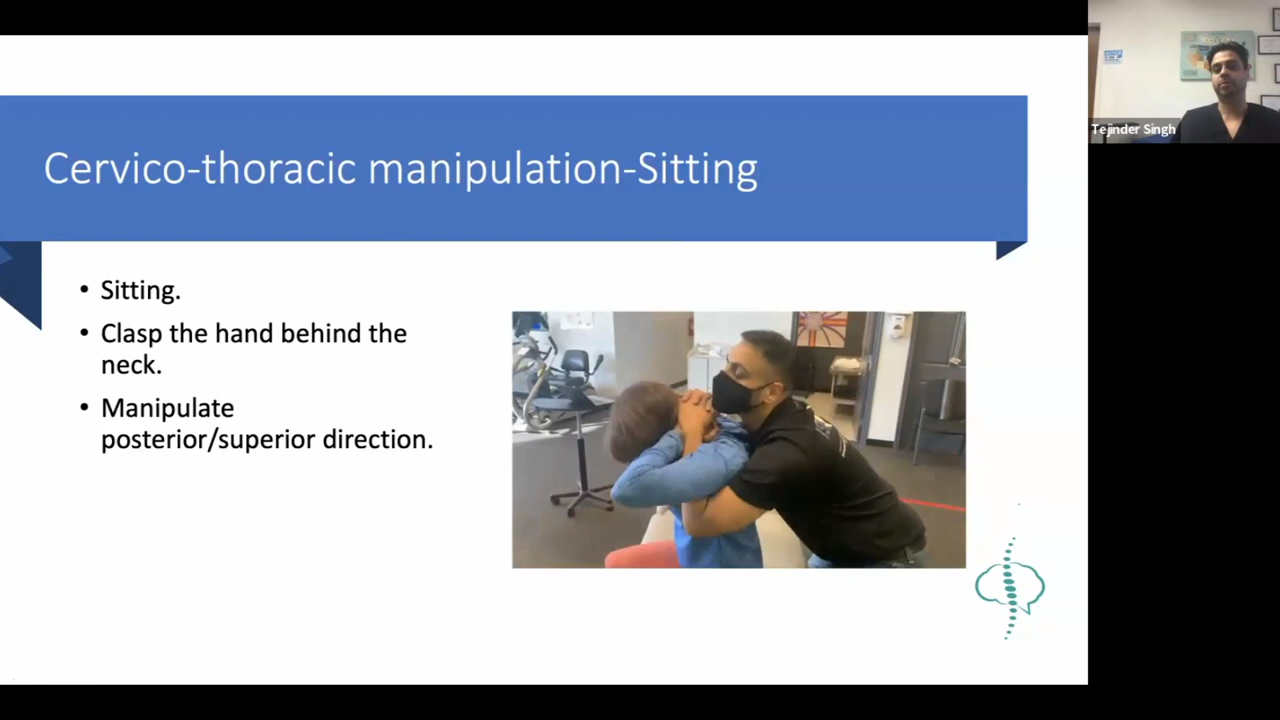 Cervico-thoracic manipulation-Sitting
• Sitting.
• Clasp the hand behind the
neck.
• Manipulate
posterior/superior direction.
Tejinder Singh